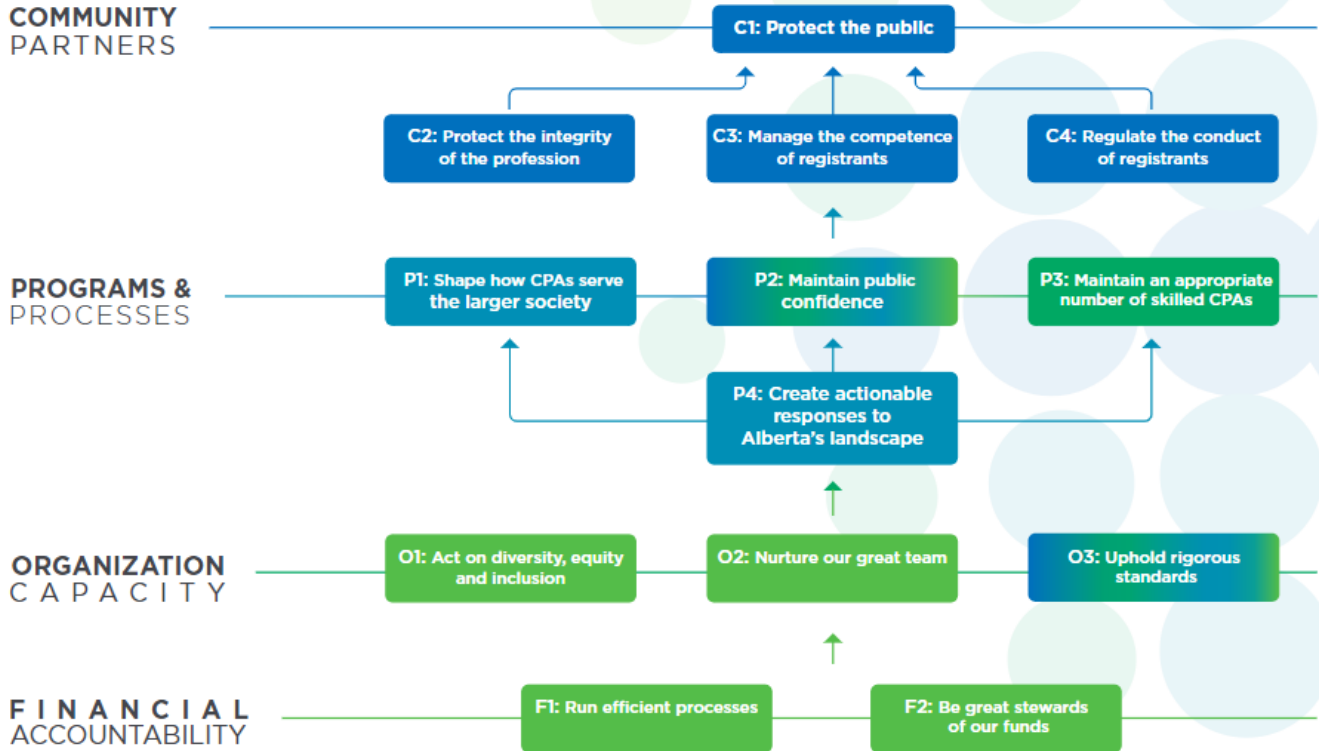 COMMUNITY
PARTNERS
C1: Protect the public
C2: Protect the integrity
of the profession
C3: Manage the competence
of registrants
C4: Regulate the conduct
of registrants
PROGRAMS &
PROCESSES
P1: Shape how CPAs serve
the larger society
P2: Maintain public
confidence
P3: Maintain an appropriate
number of skilled CPAs
P4: Create actionable
responses to
Alberta's landscape
ORGANIZATION
CAPACITY
O1: Act on diversity, equity
and inclusion
O2: Nurture our great team
O3: Uphold rigorous
standards
FINANCIAL
ACCOUNTABILITY
F1: Run efficient processes
F2: Be great stewards
of our funds